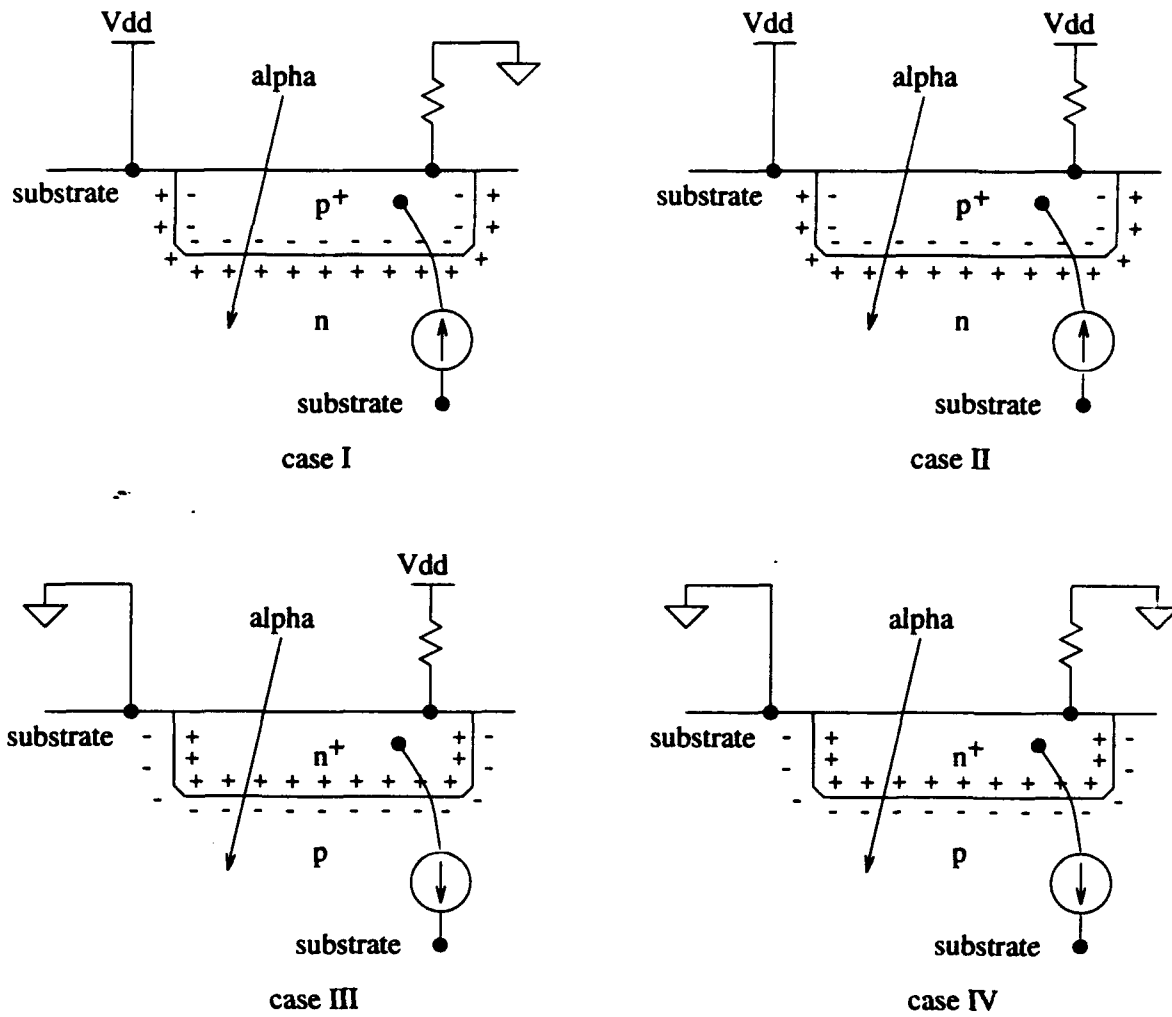 Vdd
alpha
substrate
+ - p+ - +
+ - - +
+ - - - - - - - - +
+ + + + + + + + +
n
substrate
case I
Vdd
Vdd
alpha
substrate
+ - p+ - +
+ - - +
+ - - - - - - - - +
+ + + + + + + + +
n
substrate
case II
Vdd
alpha
substrate
- + n+ + -
- + + -
- + + + + + + + + -
- - - - - - - - -
p
substrate
case III
alpha
substrate
- + n+ + -
- + + -
- + + + + + + + + -
- - - - - - - - -
p
substrate
case IV